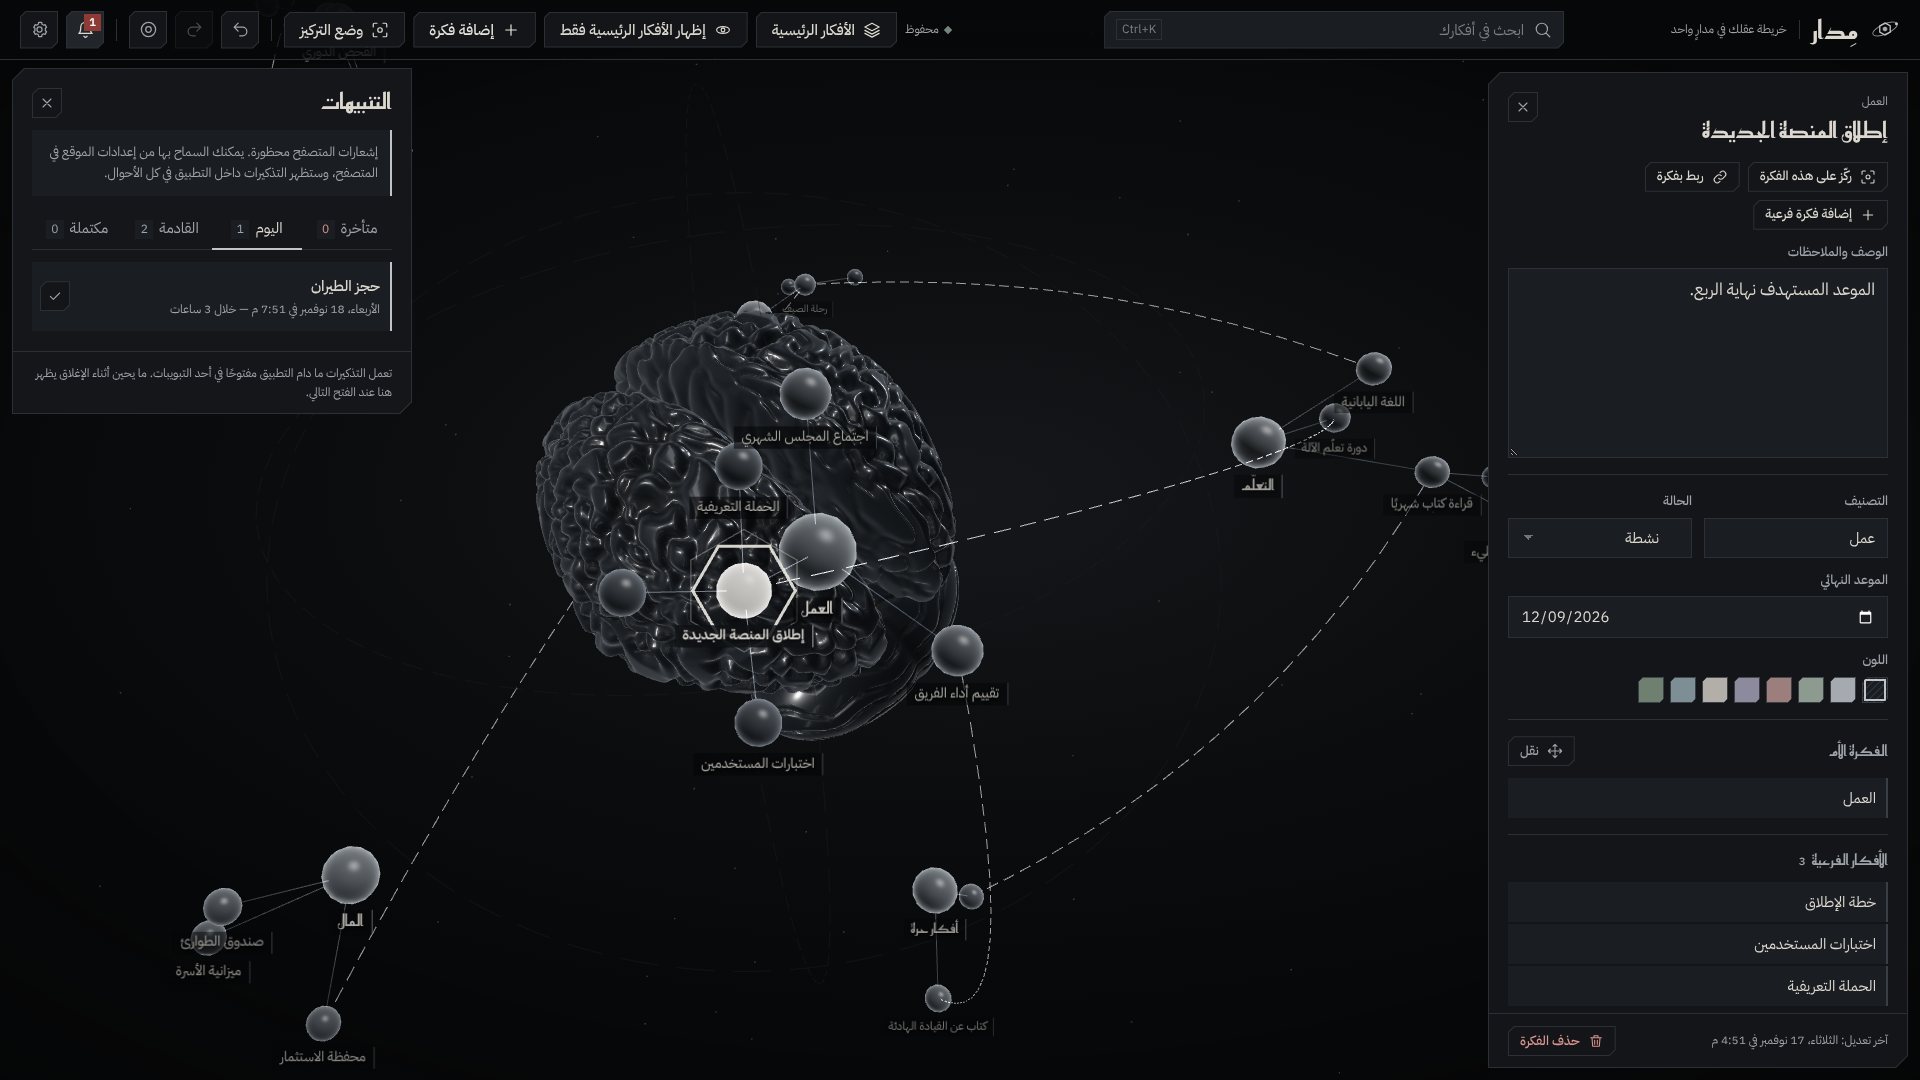 مدار
خريطة عقلك في مدارٍ واحد
ابحث في أفكارك
Ctrl+K
محفوظ
الأفكار الرئيسية
إظهار الأفكار الرئيسية فقط
إضافة فكرة
وضع التركيز
1
العمل
إطلاق المنصة الجديدة
ركّز على هذه الفكرة
ربط بفكرة
إضافة فكرة فرعية
الوصف والملاحظات
الموعد المستهدف نهاية الربع.
التصنيف
الحالة
عمل
نشطة
الموعد النهائي
12/09/2026
اللون
الفكرة الأم
نقل
العمل
الأفكار الفرعية 3
خطة الإطلاق
اختبارات المستخدمين
الحملة التعريفية
آخر تعديل: الثلاثاء، 17 نوفمبر في 4:51 م
حذف الفكرة
الفحص الدوري
رحلة الصيف
اللغة اليابانية
دورة تعلّم الآلة
التعلّم
قراءة كتاب شهريًا
اجتماع المجلس الشهري
الحملة التعريفية
العمل
إطلاق المنصة الجديدة
تقييم أداء الفريق
اختبارات المستخدمين
أفكار حرة
كتاب عن القيادة الهادئة
المال
صندوق الطوارئ
ميزانية الأسرة
محفظة الاستثمار
التنبيهات
إشعارات المتصفح محظورة. يمكنك السماح بها من إعدادات الموقع في
المتصفح، وستظهر التذكيرات داخل التطبيق في كل الأحوال.
متأخرة 0
اليوم 1
القادمة 2
مكتملة 0
حجز الطيران
الأربعاء، 18 نوفمبر في 7:51 م — خلال 3 ساعات
تعمل التذكيرات ما دام التطبيق مفتوحًا في أحد التبويبات. ما يحين أثناء الإغلاق يظهر
هنا عند الفتح التالي.